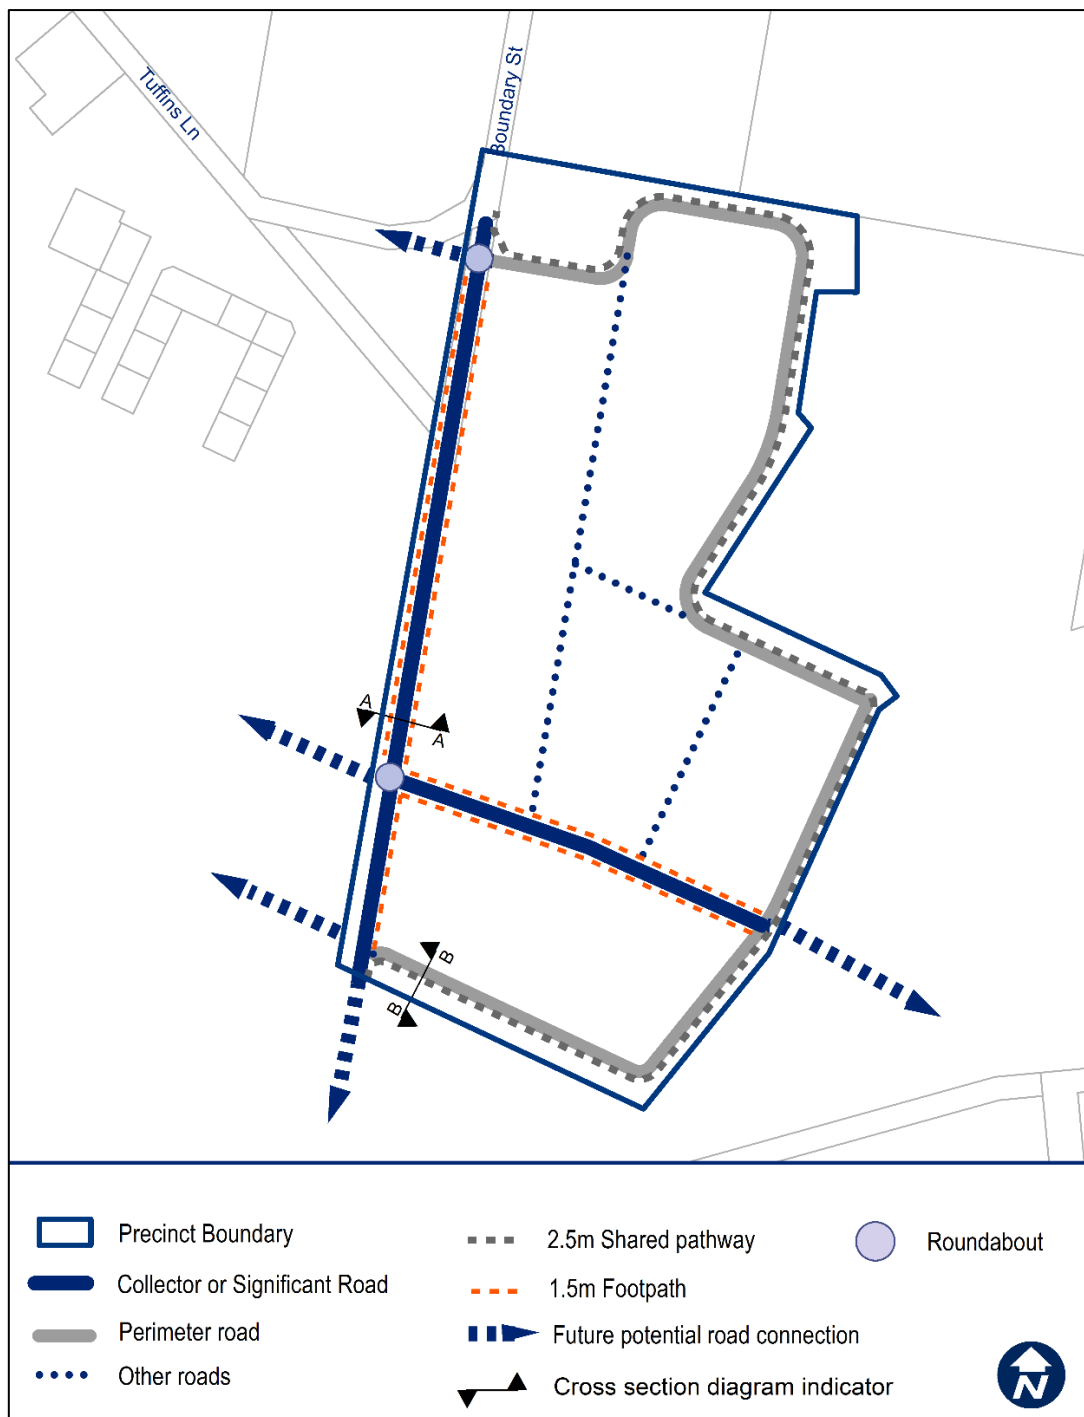 Tuffins Ln
Boundary St
A
A
B
B
Precinct Boundary
Collector or Significant Road
Perimeter road
Other roads
2.5m Shared pathway
1.5m Footpath
Future potential road connection
Cross section diagram indicator
Roundabout
N